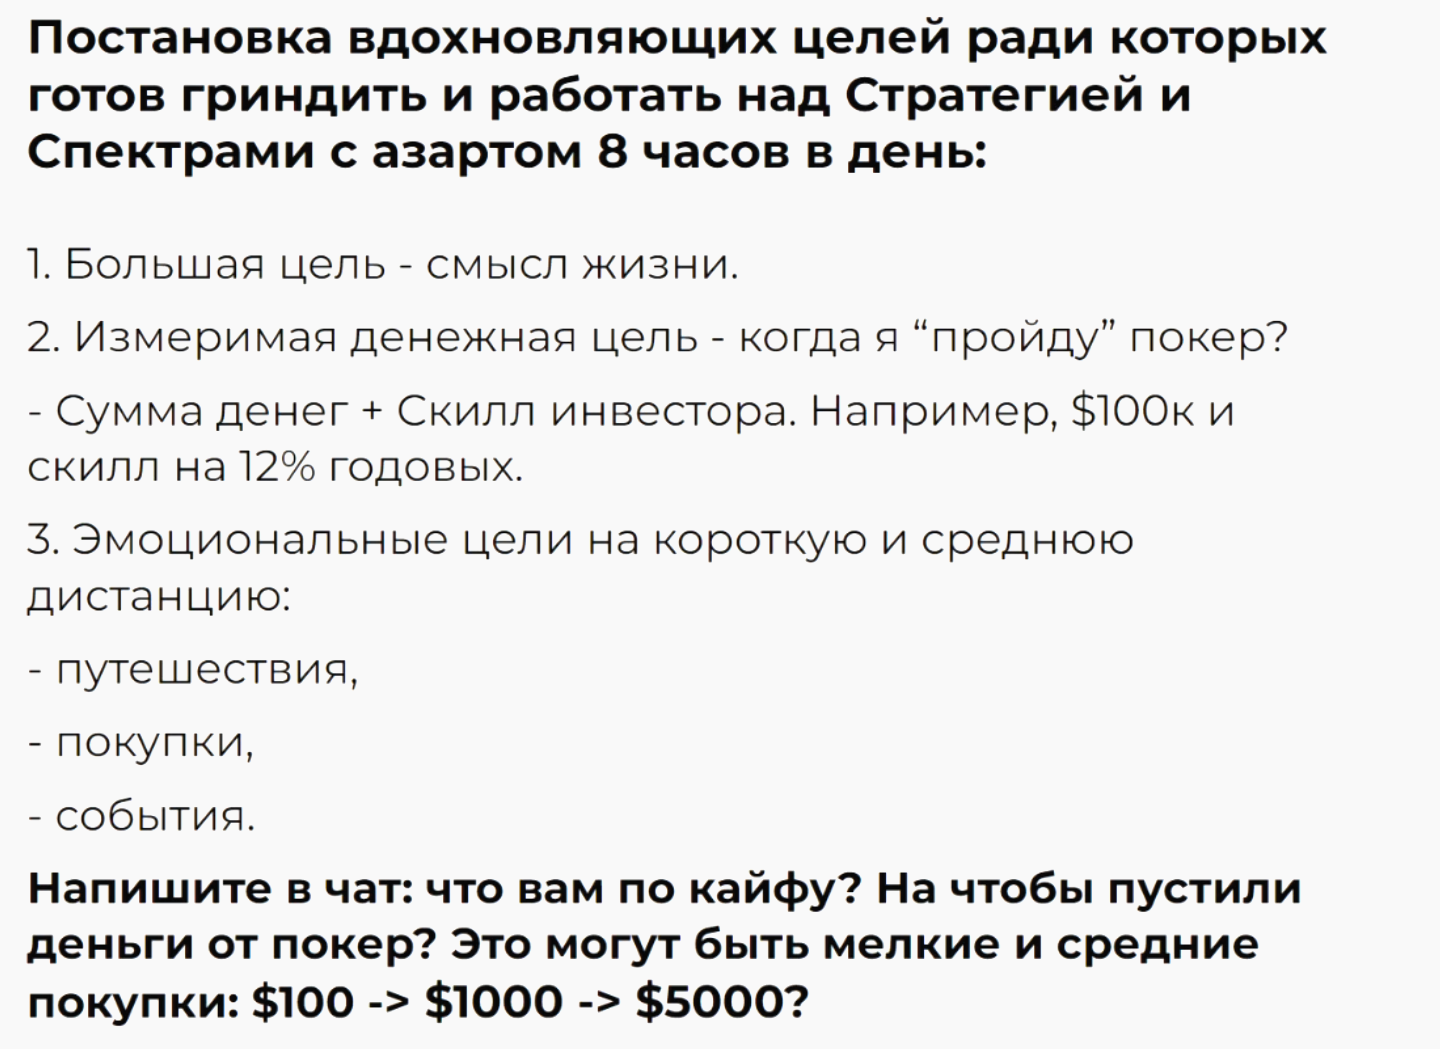 Постановка вдохновляющих целей ради которых
готов гриндить и работать над Стратегией и
Спектрами с азартом 8 часов в день:
1. Большая цель - смысл жизни.
2. Измеримая денежная цель - когда я “пройду” покер?
- Сумма денег + Скилл инвестора. Например, $100к и
скилл на 12% годовых.
3. Эмоциональные цели на короткую и среднюю
дистанцию:
- путешествия,
- покупки,
- события.
Напишите в чат: что вам по кайфу? На чтобы пустили
деньги от покер? Это могут быть мелкие и средние
покупки: $100 -> $1000 -> $5000?